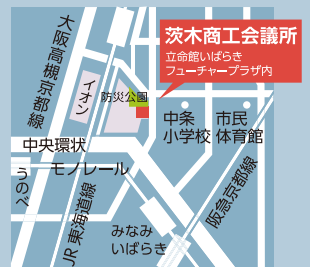 茨木商工会議所
立命館いばらき
フューチャープラザ内
大阪高槻京都線
イオン
防災公園
中条
小学校
市民
体育館
中央環状
モノレール
うのべ
JR東海道線
阪急京都線
みなみ
いばらき